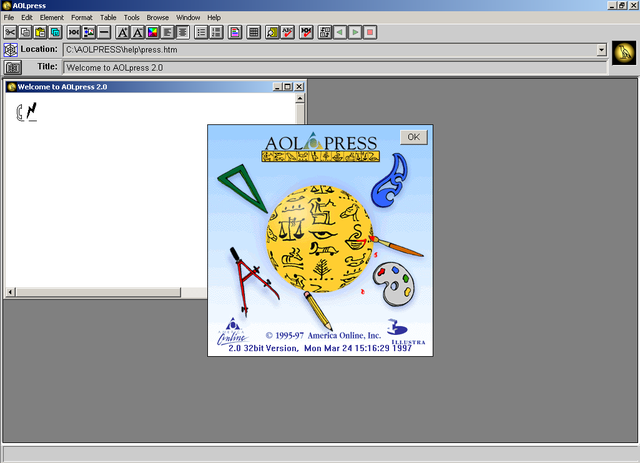 AOLpress
File Edit Element Format Table Tools Browse Window Help
Location: C:\AOLPRESS\help\press.htm
Title: Welcome to AOLpress 2.0
Welcome to AOLpress 2.0
AOL PRESS
OK
© 1995-97 America Online, Inc.
Online
ILLUSTRA
2.0 32bit Version, Mon Mar 24 15:16:29 1997